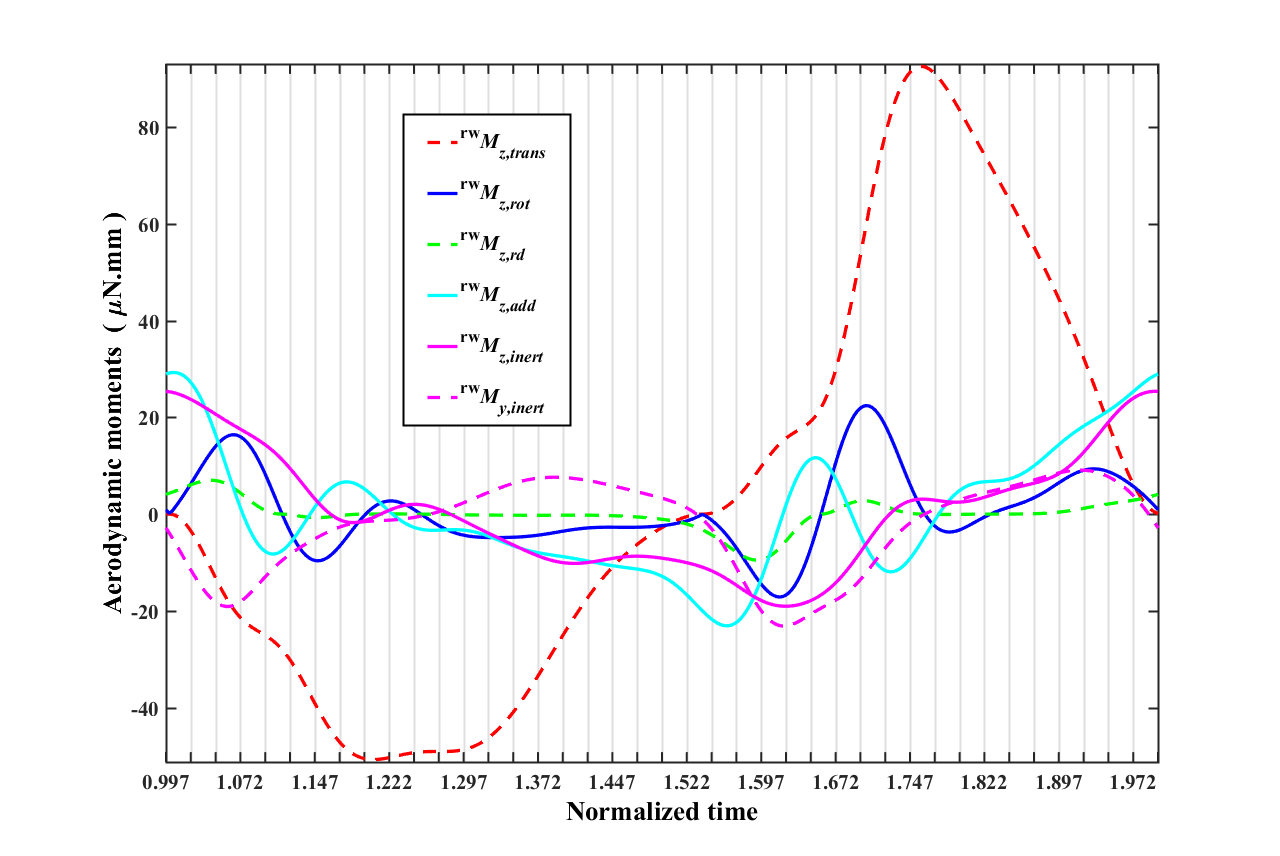 Aerodynamic moments ( μN.mm )
80
60
40
20
0
-20
-40
rwMz,trans
rwMz,rot
rwMz,rd
rwMz,add
rwMz,inert
rwMy,inert
0.997 1.072 1.147 1.222 1.297 1.372 1.447 1.522 1.597 1.672 1.747 1.822 1.897 1.972
Normalized time